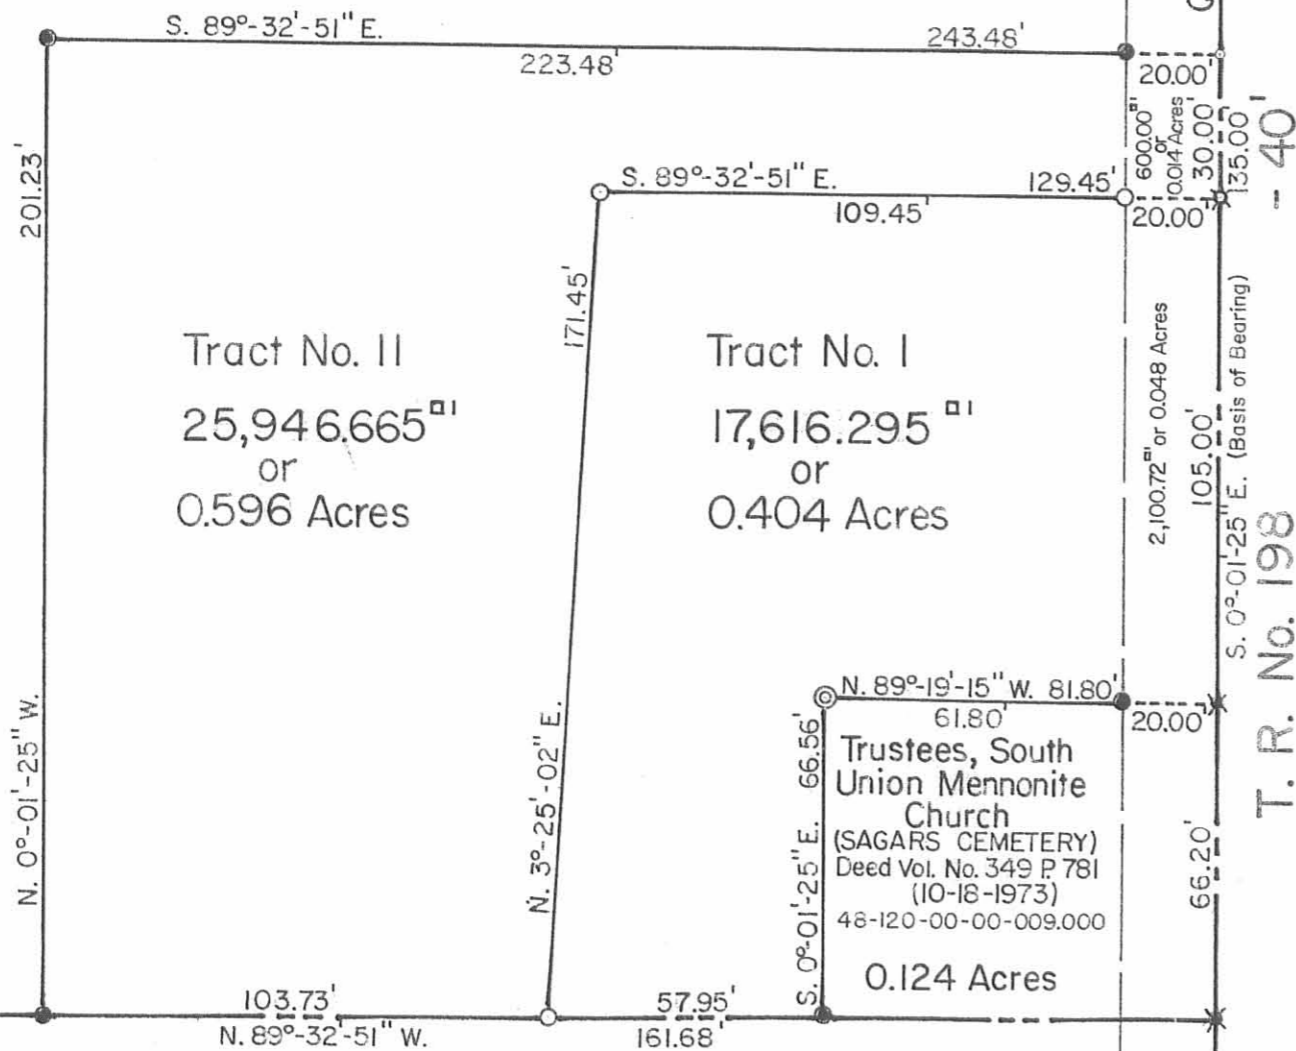 S. 89°-32'-51" E.
243.48'
223.48'
20.00'
600.00□'
or
0.014 Acres
30.00'
135.00'
- 40'
201.23'
S. 89°-32'-51" E.
129.45'
109.45'
20.00'
171.45'
Tract No. II
25,946.665□'
or
0.596 Acres
Tract No. I
17,616.295□'
or
0.404 Acres
2,100.72□' or 0.048 Acres
105.00'
S. 0°-01'-25" E. (Basis of Bearing)
T. R. No. 198
N. 0°-01'-25" W.
N. 3°-25'-02" E.
N. 89°-19'-15" W. 81.80'
61.80'
20.00'
S. 0°-01'-25" E. 66.56'
Trustees, South
Union Mennonite
Church
(SAGARS CEMETERY)
Deed Vol. No. 349 P. 781
(10-18-1973)
48-120-00-00-009.000
0.124 Acres
66.20'
103.73'
N. 89°-32'-51" W.
57.95'
161.68'